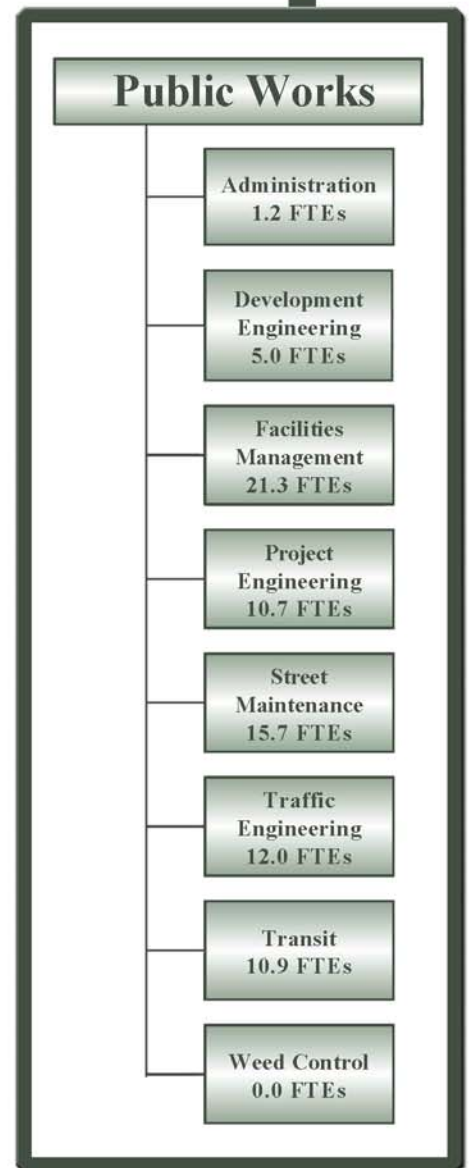 Public Works
Administration
1.2 FTEs
Development
Engineering
5.0 FTEs
Facilities
Management
21.3 FTEs
Project
Engineering
10.7 FTEs
Street
Maintenance
15.7 FTEs
Traffic
Engineering
12.0 FTEs
Transit
10.9 FTEs
Weed Control
0.0 FTEs